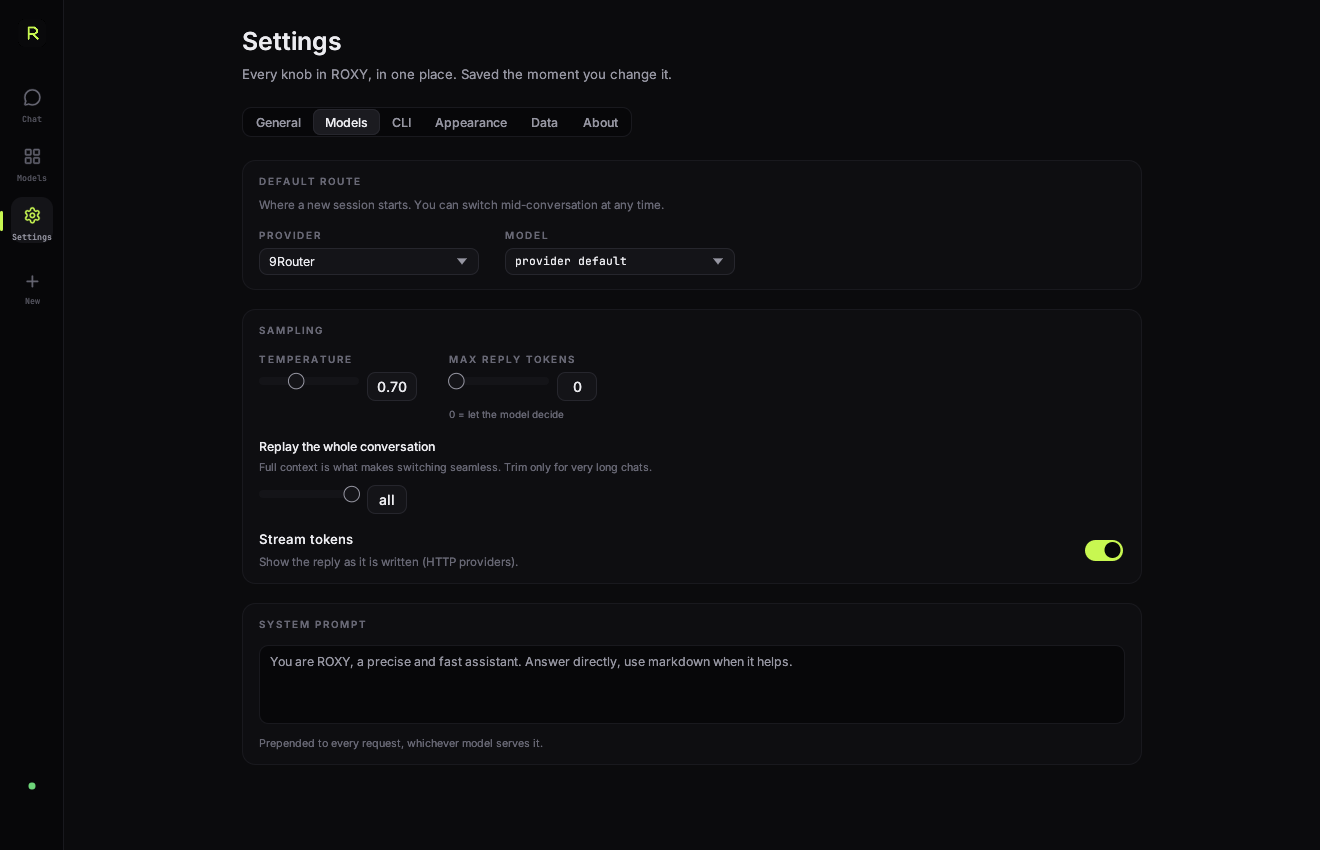 R
Chat
Models
Settings
New
Settings
Every knob in ROXY, in one place. Saved the moment you change it.
General Models CLI Appearance Data About
DEFAULT ROUTE
Where a new session starts. You can switch mid-conversation at any time.
PROVIDER MODEL
9Router provider default
SAMPLING
TEMPERATURE MAX REPLY TOKENS
0.70 0
0 = let the model decide
Replay the whole conversation
Full context is what makes switching seamless. Trim only for very long chats.
all
Stream tokens
Show the reply as it is written (HTTP providers).
SYSTEM PROMPT
You are ROXY, a precise and fast assistant. Answer directly, use markdown when it helps.
Prepended to every request, whichever model serves it.